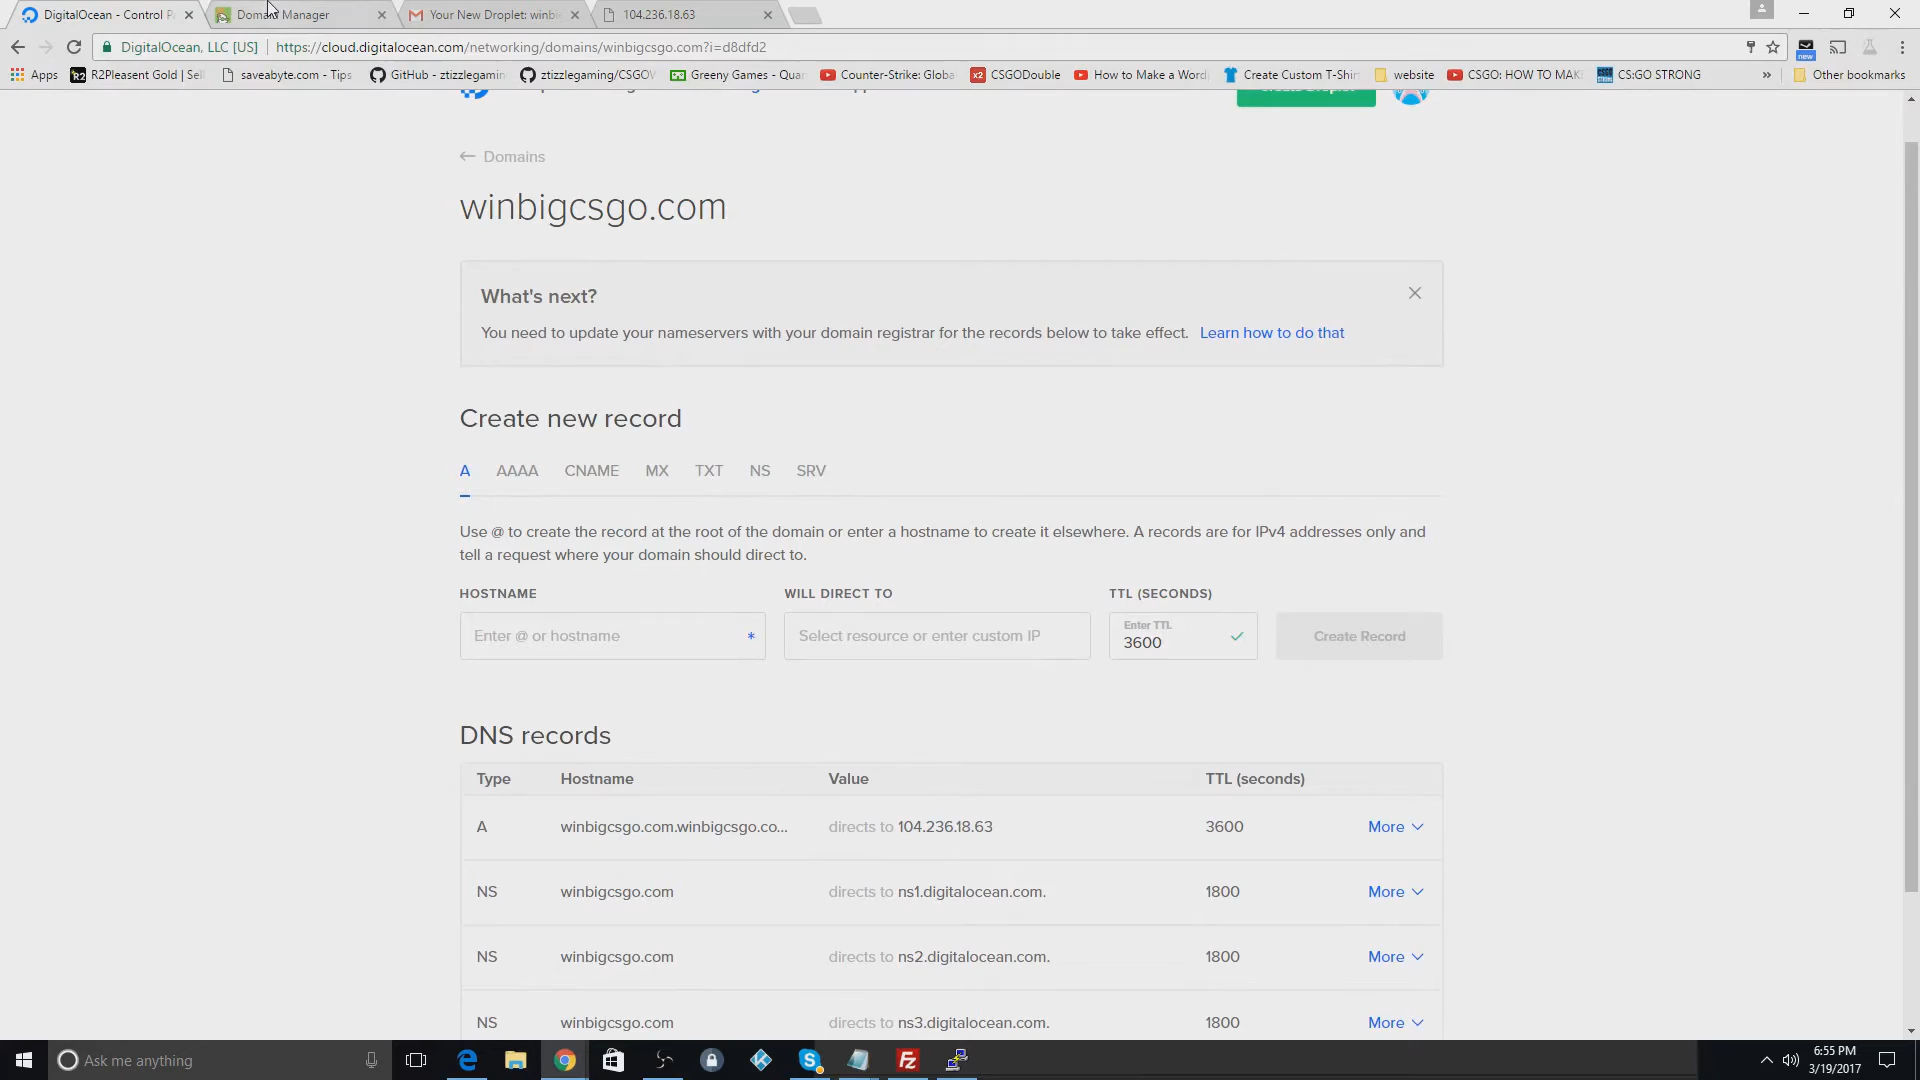 DigitalOcean - Control P
Domain Manager
Your New Droplet: winbi
104.236.18.63
DigitalOcean, LLC [US]
https://cloud.digitalocean.com/networking/domains/winbigcsgo.com?i=d8dfd2
new
Apps
R2Pleasent Gold | Sel
saveabyte.com - Tips
GitHub - ztizzlegamin
ztizzlegaming/CSGOW
Greeny Games - Quar
Counter-Strike: Globa
CSGODouble
How to Make a Word
Create Custom T-Shir
website
CSGO: HOW TO MAK
CS:GO STRONG
»
Other bookmarks
Create Droplet
← Domains
winbigcsgo.com
What's next?
You need to update your nameservers with your domain registrar for the records below to take effect. Learn how to do that
Create new record
A AAAA CNAME MX TXT NS SRV
Use @ to create the record at the root of the domain or enter a hostname to create it elsewhere. A records are for IPv4 addresses only and
tell a request where your domain should direct to.
HOSTNAME WILL DIRECT TO TTL (SECONDS)
Enter @ or hostname *
Select resource or enter custom IP
Enter TTL
3600
Create Record
DNS records
Type Hostname Value TTL (seconds)
A winbigcsgo.com.winbigcsgo.co... directs to 104.236.18.63 3600 More
NS winbigcsgo.com directs to ns1.digitalocean.com. 1800 More
NS winbigcsgo.com directs to ns2.digitalocean.com. 1800 More
NS winbigcsgo.com directs to ns3.digitalocean.com. 1800 More
Ask me anything
6:55 PM
3/19/2017